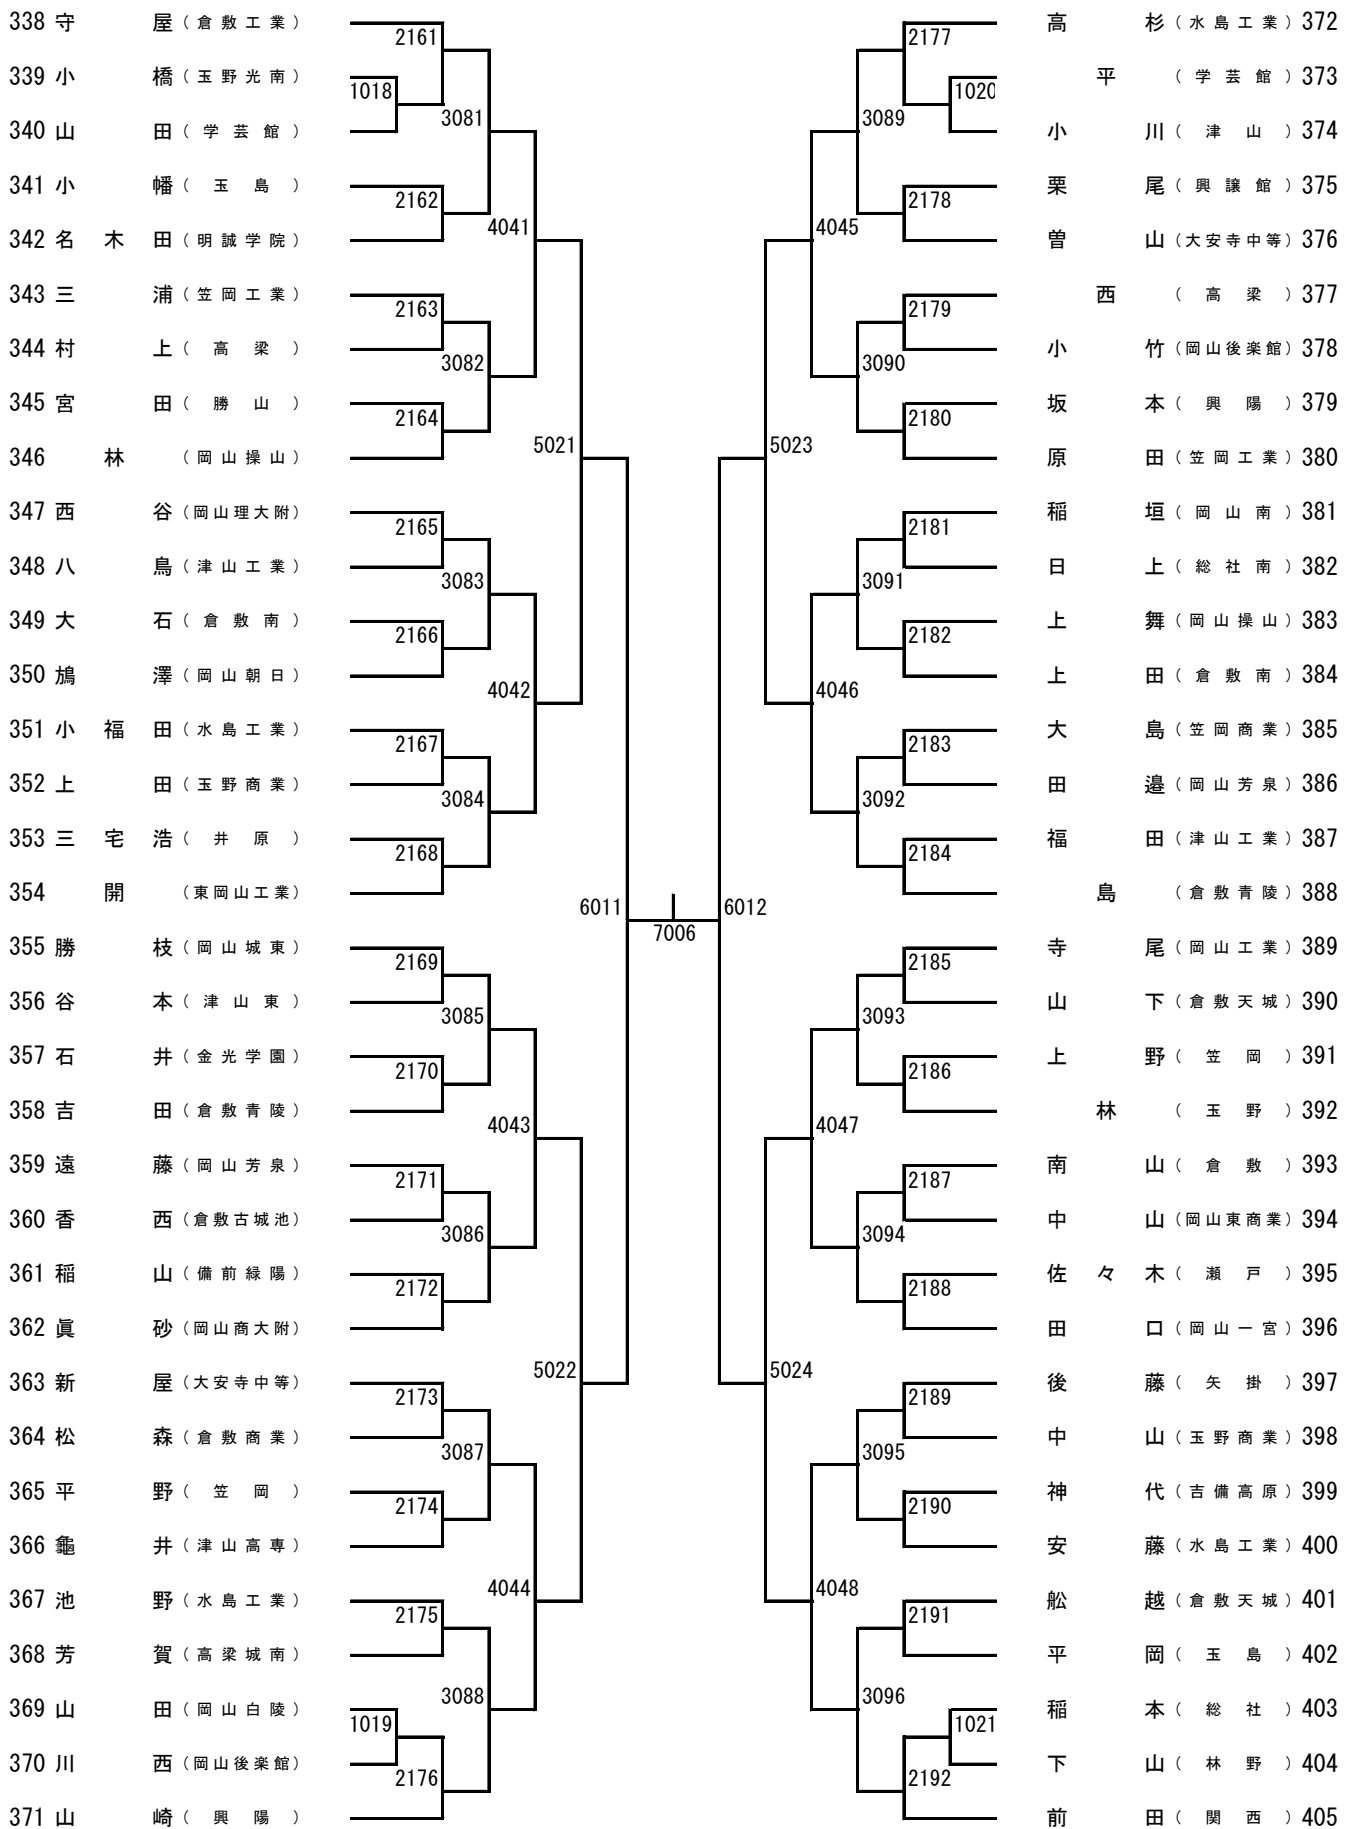 338 守屋 (倉敷工業)
339 小橋 (玉野光南)
340 山田 (学芸館)
341 小幡 (玉島)
342 名木田 (明誠学院)
343 三浦 (笠岡工業)
344 村上 (高梁)
345 宮田 (勝山)
346 林 (岡山操山)
347 西谷 (岡山理大附)
348 八鳥 (津山工業)
349 大石 (倉敷南)
350 鳩澤 (岡山朝日)
351 小福田 (水島工業)
352 上田 (玉野商業)
353 三宅浩 (井原)
354 開 (東岡山工業)
355 勝枝 (岡山城東)
356 谷本 (津山東)
357 石井 (金光学園)
358 吉田 (倉敷青陵)
359 遠藤 (岡山芳泉)
360 香西 (倉敷古城池)
361 稲山 (備前緑陽)
362 眞砂 (岡山商大附)
363 新屋 (大安寺中等)
364 松森 (倉敷商業)
365 平野 (笠岡)
366 龜井 (津山高専)
367 池野 (水島工業)
368 芳賀 (高梁城南)
369 山田 (岡山白陵)
370 川西 (岡山後楽館)
371 山崎 (興陽)
1018
1019
2161
2162
2163
2164
2165
2166
2167
2168
2169
2170
2171
2172
2173
2174
2175
2176
3081
3082
3083
3084
3085
3086
3087
3088
4041
4042
4043
4044
5021
5022
6011
7006
6012
5023
5024
4045
4046
4047
4048
3089
3090
3091
3092
3093
3094
3095
3096
2177
2178
2179
2180
2181
2182
2183
2184
2185
2186
2187
2188
2189
2190
2191
2192
1020
1021
高杉 (水島工業) 372
平 (学芸館) 373
小川 (津山) 374
栗尾 (興譲館) 375
曽山 (大安寺中等) 376
西 (高梁) 377
小竹 (岡山後楽館) 378
坂本 (興陽) 379
原田 (笠岡工業) 380
稲垣 (岡山南) 381
日上 (総社南) 382
上舞 (岡山操山) 383
上田 (倉敷南) 384
大島 (笠岡商業) 385
田邉 (岡山芳泉) 386
福田 (津山工業) 387
島 (倉敷青陵) 388
寺尾 (岡山工業) 389
山下 (倉敷天城) 390
上野 (笠岡) 391
林 (玉野) 392
南山 (倉敷) 393
中山 (岡山東商業) 394
佐々木 (瀬戸) 395
田口 (岡山一宮) 396
後藤 (矢掛) 397
中山 (玉野商業) 398
神代 (吉備高原) 399
安藤 (水島工業) 400
舩越 (倉敷天城) 401
平岡 (玉島) 402
稲本 (総社) 403
下山 (林野) 404
前田 (関西) 405